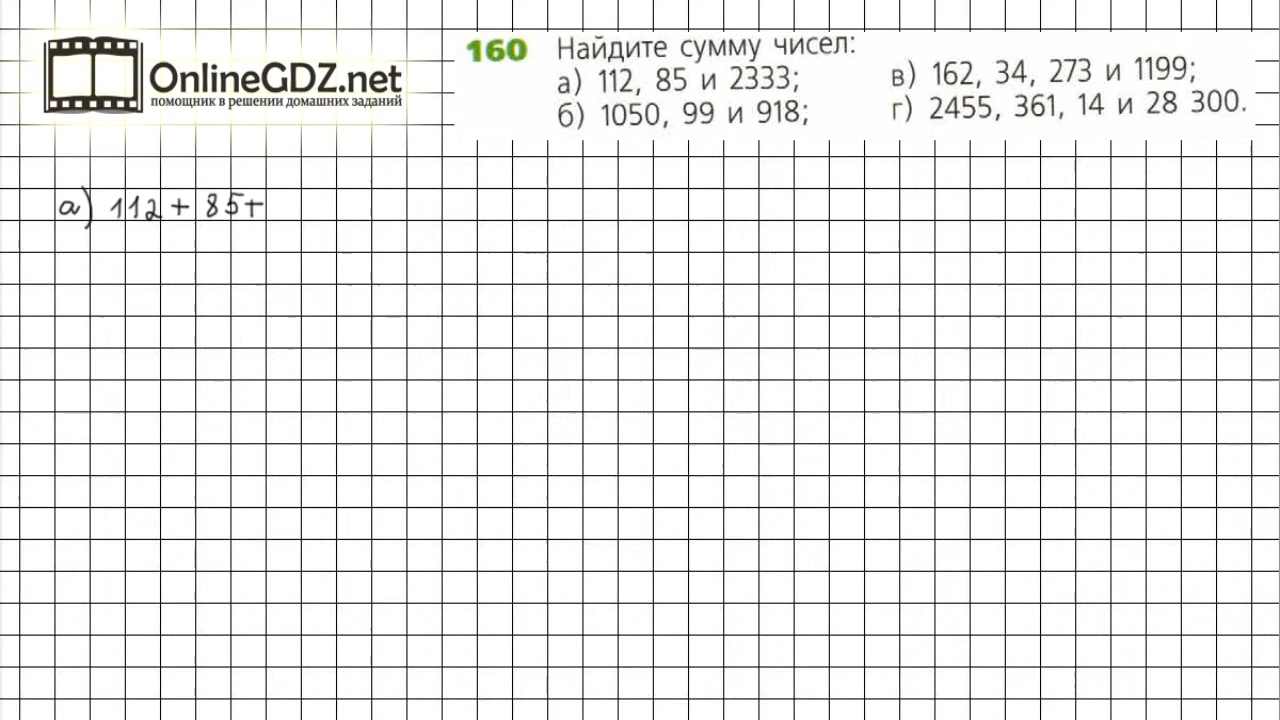 OnlineGDZ.net
помощник в решении домашних заданий
160 Найдите сумму чисел:
а) 112, 85 и 2333;
б) 1050, 99 и 918;
в) 162, 34, 273 и 1199;
г) 2455, 361, 14 и 28 300.
а) 112 + 85+